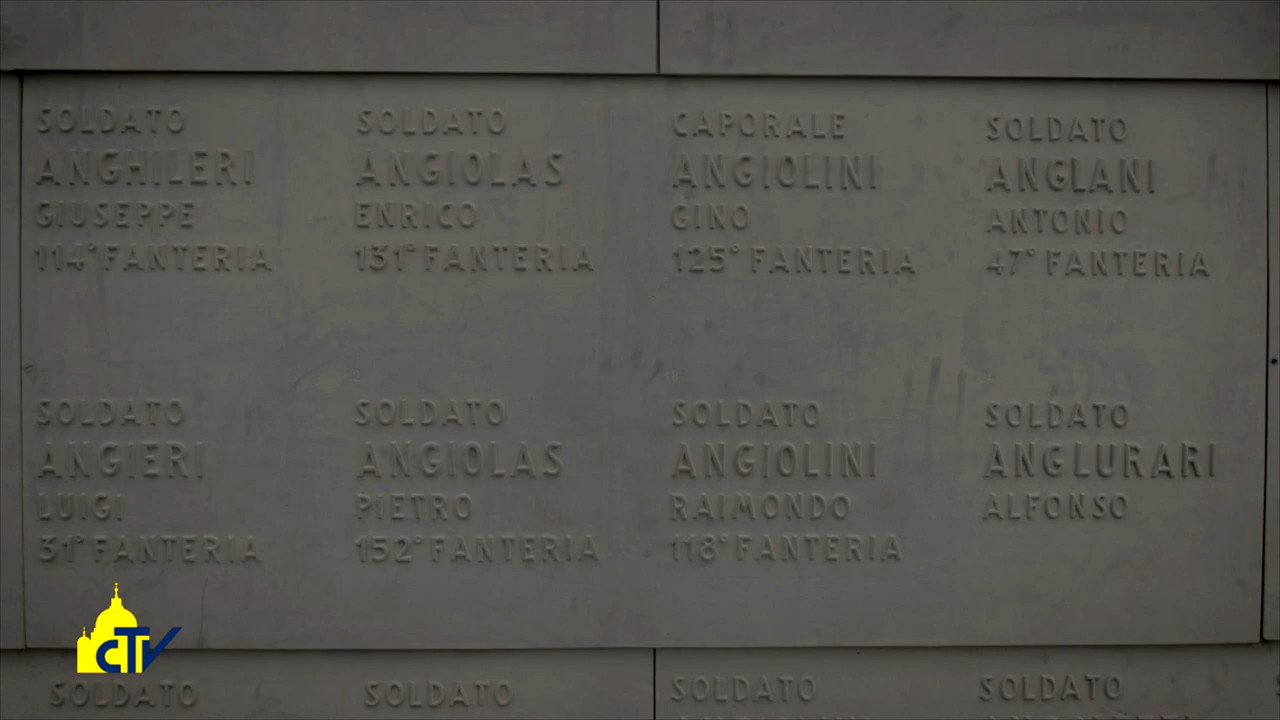 SOLDATO
ANGHILERI
GIUSEPPE
114° FANTERIA
SOLDATO
ANGIOLAS
ENRICO
131° FANTERIA
CAPORALE
ANGIOLINI
GINO
125° FANTERIA
SOLDATO
ANGLANI
ANTONIO
47° FANTERIA
SOLDATO
ANGIERI
LUIGI
31° FANTERIA
SOLDATO
ANGIOLAS
PIETRO
152° FANTERIA
SOLDATO
ANGIOLINI
RAIMONDO
118° FANTERIA
SOLDATO
ANGLURARI
ALFONSO
CTV
SOLDATO
SOLDATO
SOLDATO
SOLDATO